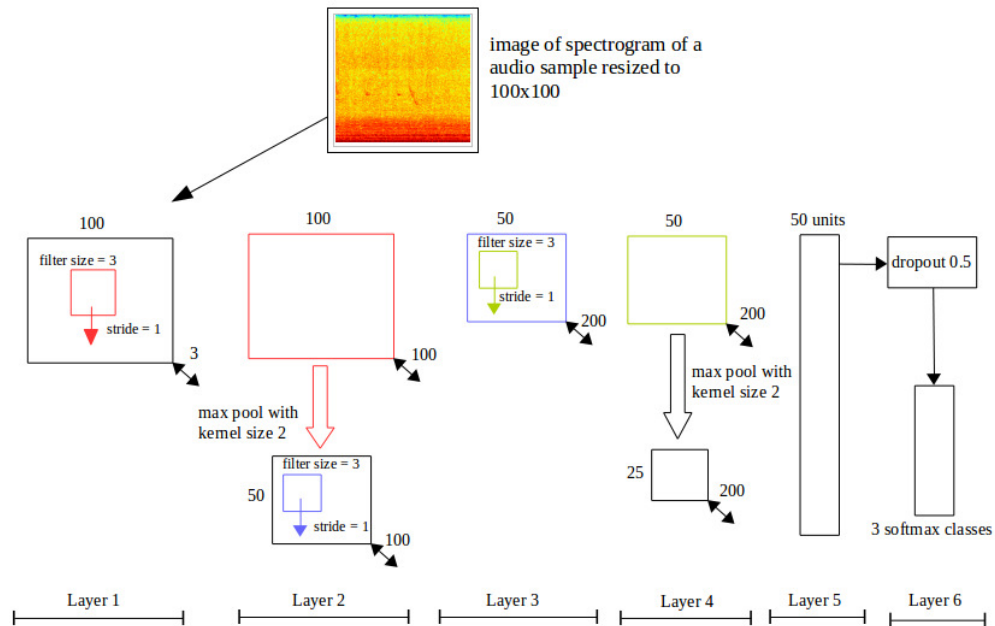 image of spectrogram of a
audio sample resized to
100x100
100
filter size = 3
stride = 1
3
100
100
max pool with
kernel size 2
filter size = 3
50
stride = 1
100
50
filter size = 3
stride = 1
200
50
200
max pool with
kernel size 2
25
200
50 units
dropout 0.5
3 softmax classes
Layer 1
Layer 2
Layer 3
Layer 4
Layer 5
Layer 6